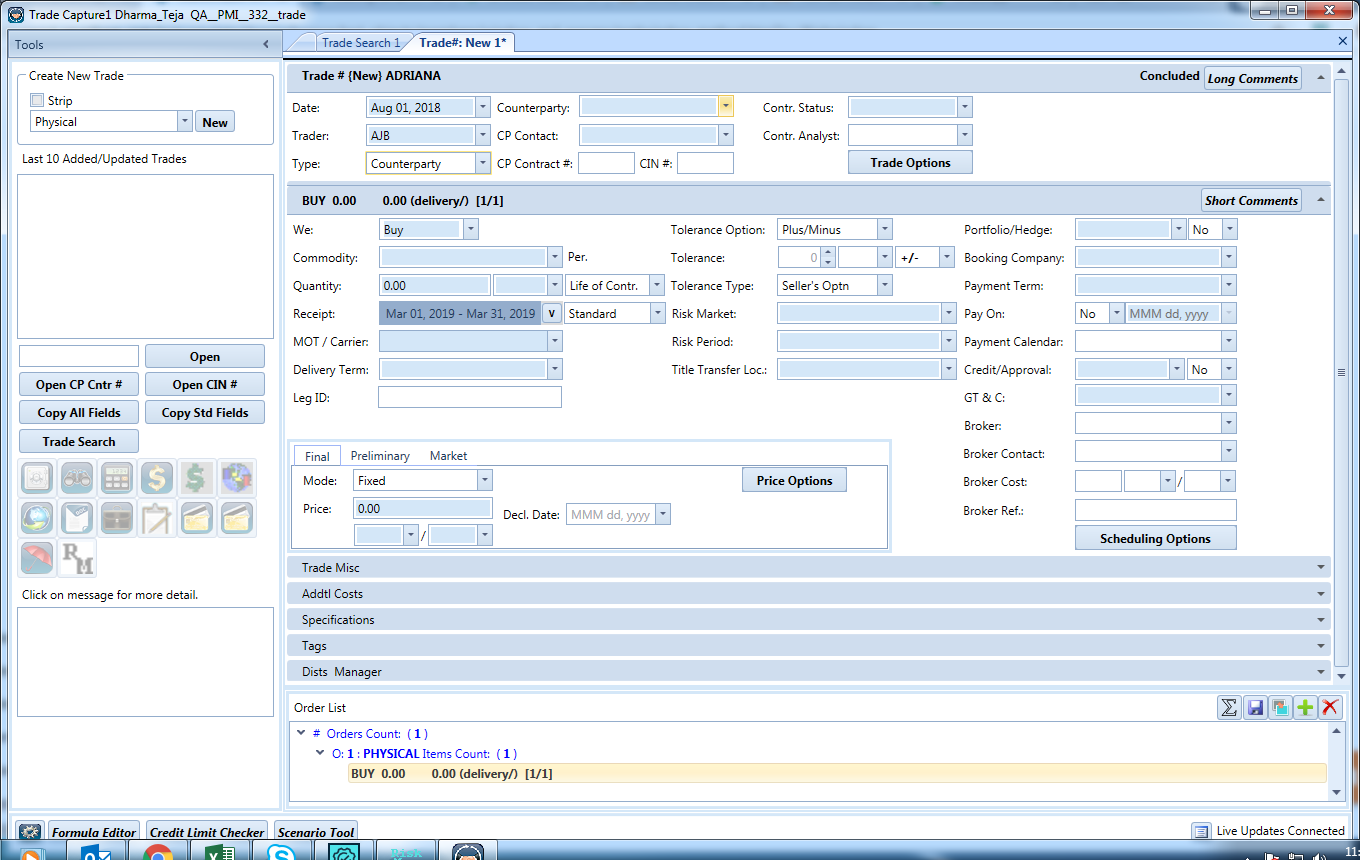 Trade Capture1 Dharma_Teja QA__PMI__332__trade
Tools
Trade Search 1
Trade#: New 1*
Create New Trade
Strip
Physical
New
Last 10 Added/Updated Trades
Open
Open CP Cntr #
Open CIN #
Copy All Fields
Copy Std Fields
Trade Search
RM
Click on message for more detail.
Trade # {New} ADRIANA
Concluded
Long Comments
Date: Aug 01, 2018 Counterparty: Contr. Status:
Trader: AJB CP Contact: Contr. Analyst:
Type: Counterparty CP Contract #: CIN #: Trade Options
BUY 0.00 0.00 (delivery/) [1/1]
Short Comments
We: Buy Tolerance Option: Plus/Minus Portfolio/Hedge: No
Commodity: Per. Tolerance: 0 +/- Booking Company:
Quantity: 0.00 Life of Contr. Tolerance Type: Seller's Optn Payment Term:
Receipt: Mar 01, 2019 - Mar 31, 2019 v Standard Risk Market: Pay On: No MMM dd, yyyy
MOT / Carrier: Risk Period: Payment Calendar:
Delivery Term: Title Transfer Loc.: Credit/Approval: No
Leg ID: GT & C:
Broker:
Broker Contact:
Broker Cost: /
Broker Ref.:
Scheduling Options
Final Preliminary Market
Mode: Fixed Price Options
Price: 0.00 Decl. Date: MMM dd, yyyy
/
Trade Misc
Addtl Costs
Specifications
Tags
Dists Manager
Order List
# Orders Count: ( 1 )
O: 1 : PHYSICAL Items Count: ( 1 )
BUY 0.00 0.00 (delivery/) [1/1]
Formula Editor Credit Limit Checker Scenario Tool
Live Updates Connected
Risk